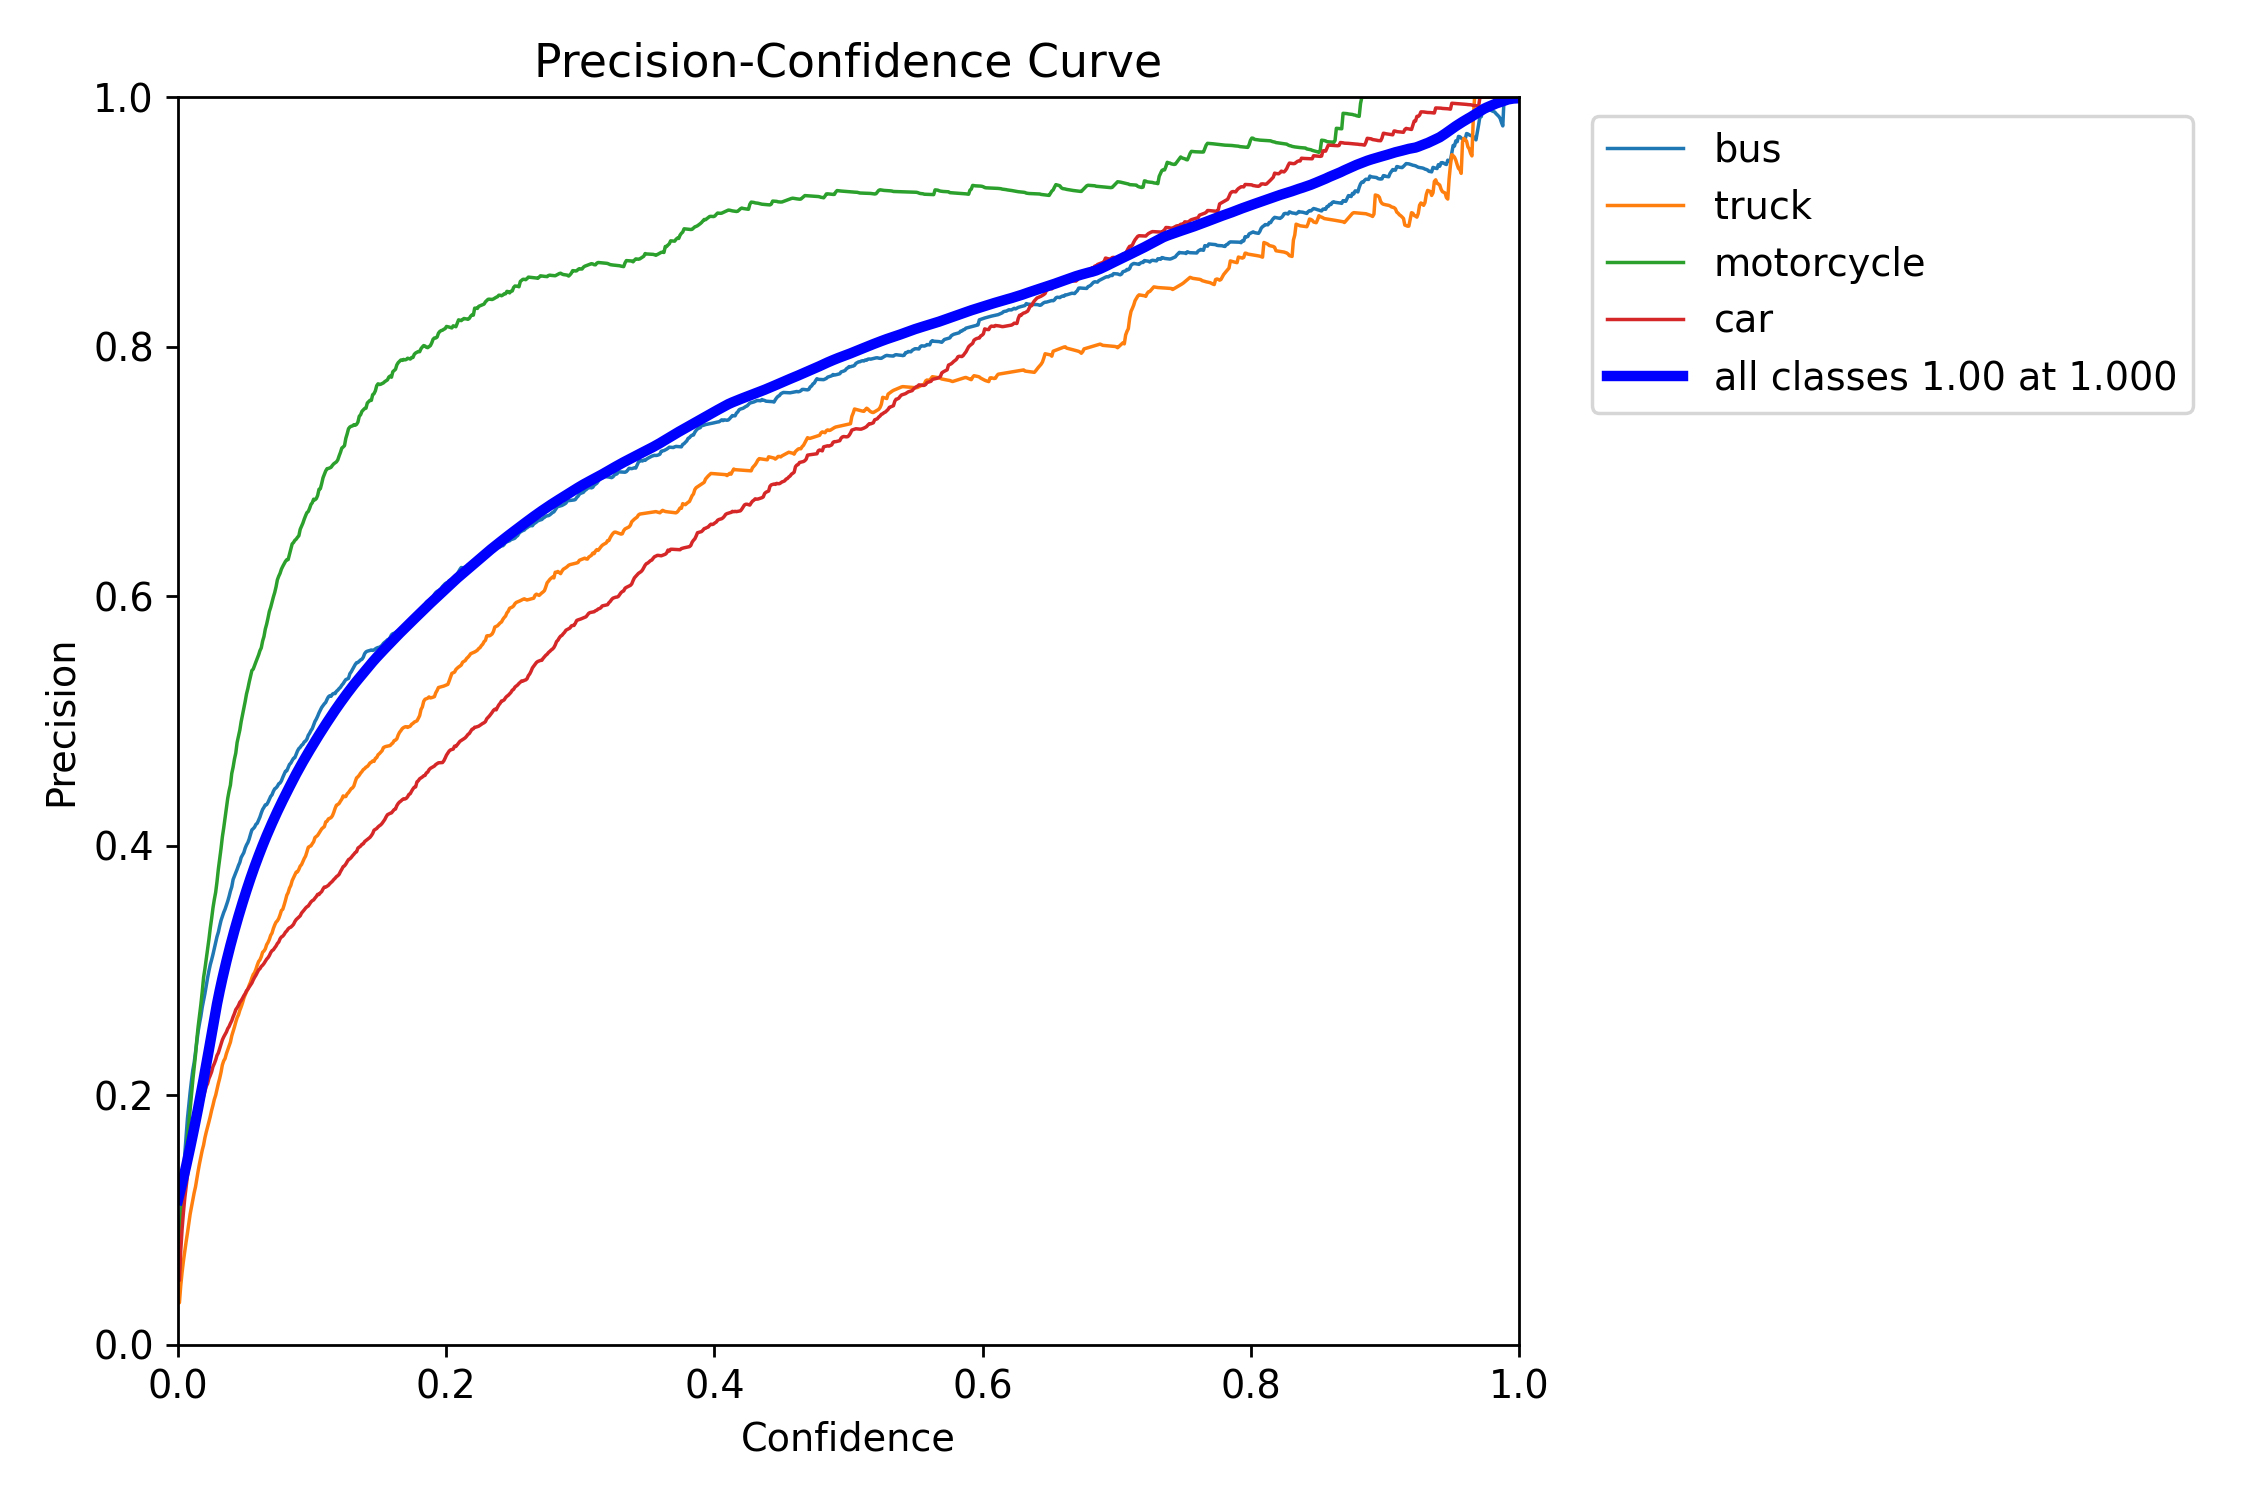 Precision-Confidence Curve
1.0
0.8
0.6
0.4
0.2
0.0
Precision
0.0 0.2 0.4 0.6 0.8 1.0
Confidence
bus
truck
motorcycle
car
all classes 1.00 at 1.000